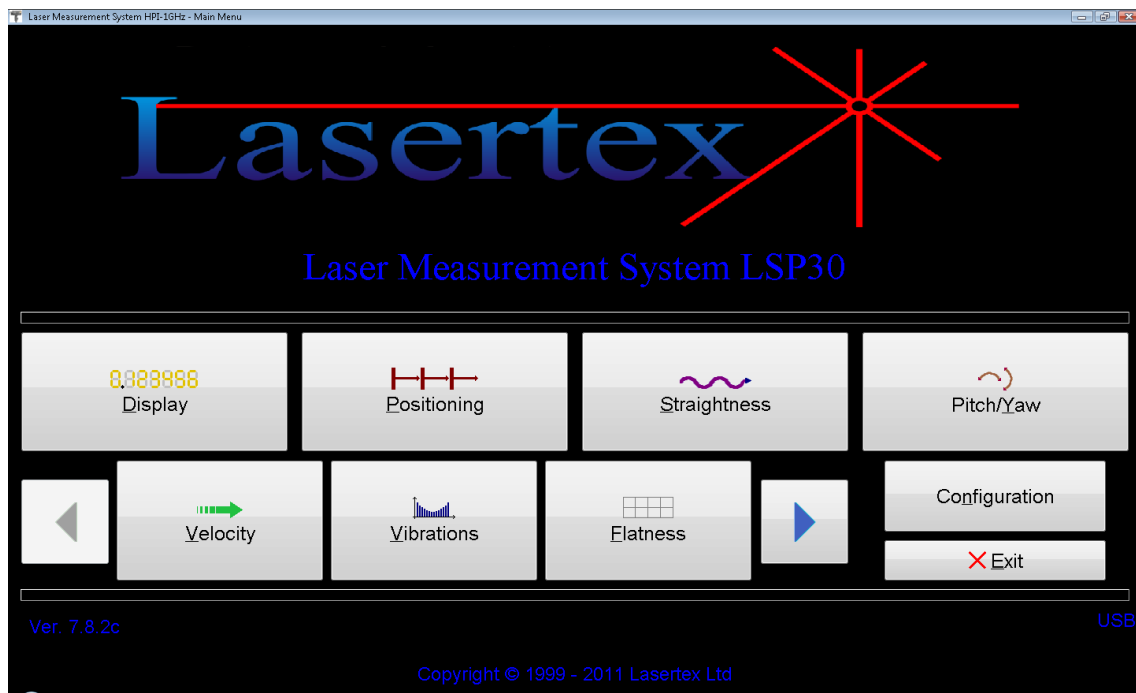 Laser Measurement System HPI-1GHz - Main Menu
Lasertex
Laser Measurement System LSP30
8.888888
Display
Positioning
Straightness
Pitch/Yaw
Velocity
Vibrations
Flatness
Configuration
Exit
Ver. 7.8.2c
USB
Copyright © 1999 - 2011 Lasertex Ltd